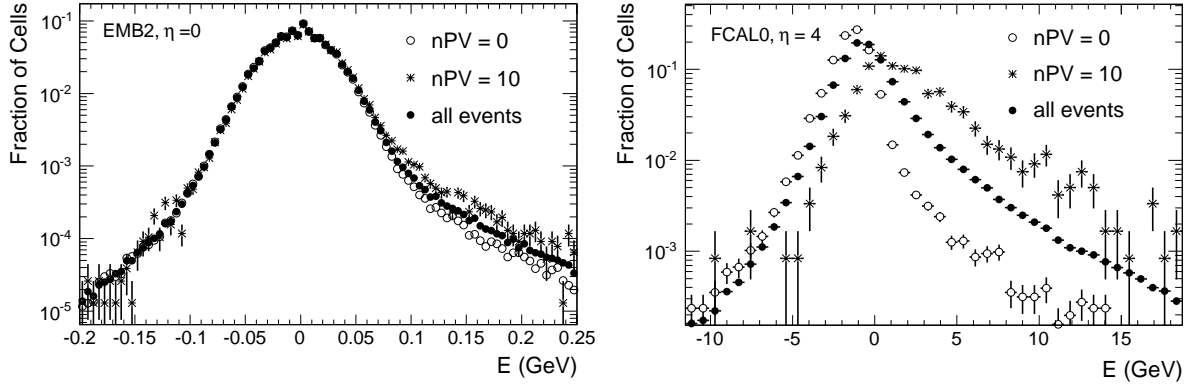 Fraction of Cells
EMB2, η =0
nPV = 0
nPV = 10
all events
10⁻¹
10⁻²
10⁻³
10⁻⁴
10⁻⁵
-0.2 -0.15 -0.1 -0.05 0 0.05 0.1 0.15 0.2 0.25
E (GeV)
Fraction of Cells
FCAL0, η = 4
nPV = 0
nPV = 10
all events
10⁻¹
10⁻²
10⁻³
-10 -5 0 5 10 15
E (GeV)